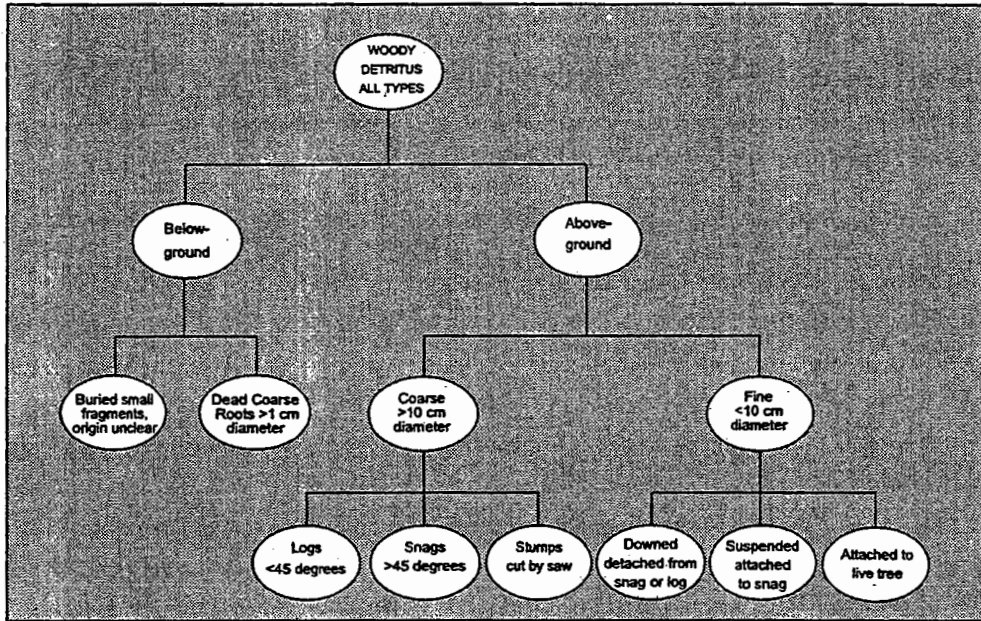 WOODY
DETRITUS
ALL TYPES
Below-
ground
Above-
ground
Buried small
fragments,
origin unclear
Dead Coarse
Roots >1 cm
diameter
Coarse
>10 cm
diameter
Fine
<10 cm
diameter
Logs
<45 degrees
Snags
>45 degrees
Stumps
cut by saw
Downed
detached from
snag or log
Suspended
attached
to snag
Attached to
live tree